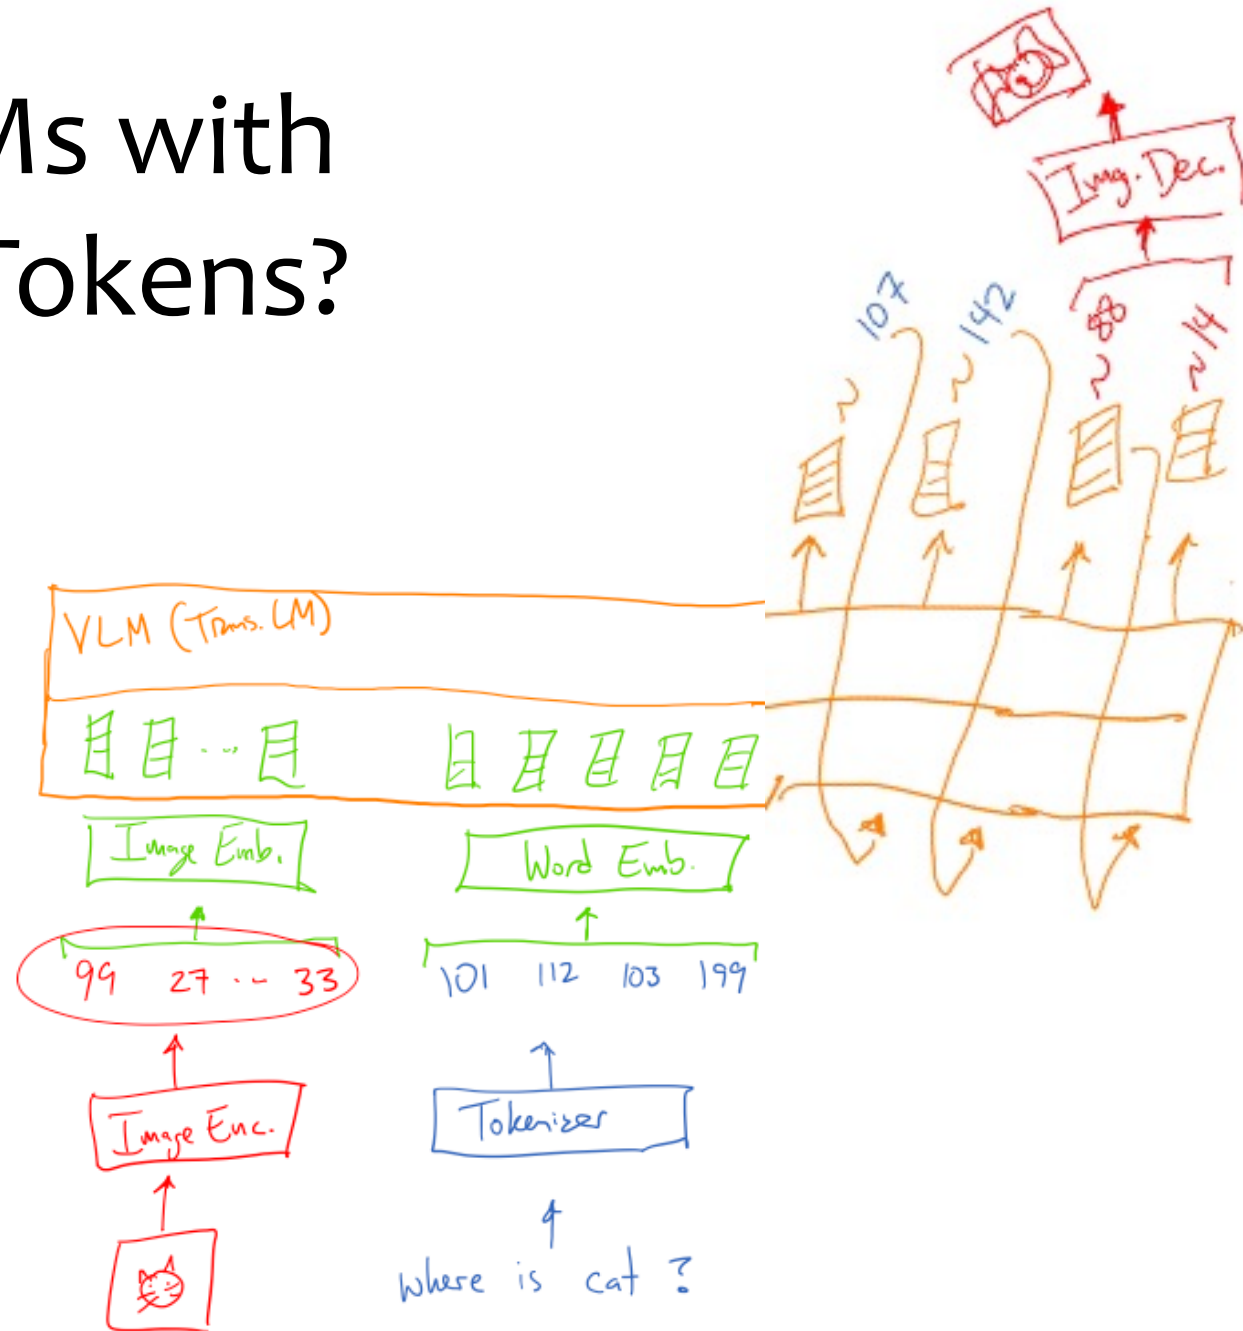 Ms with
Tokens?
Img. Dec.
107 ~ 142 ~ 88 ~ 14
~
VLM (Trans. LM)
Image Emb.
Word Emb.
99 27 ... 33
101 112 103 199
Image Enc.
Tokenizer
where is cat ?